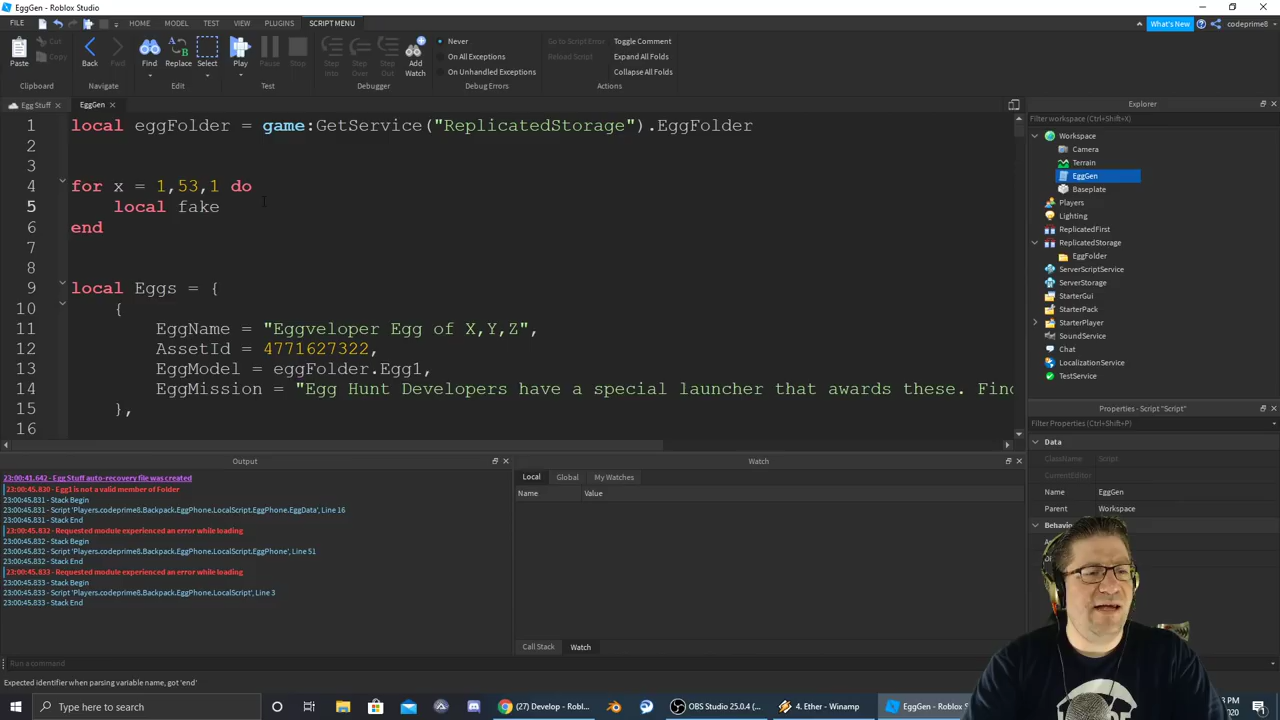 EggGen - Roblox Studio
FILE HOME MODEL TEST VIEW PLUGINS SCRIPT MENU What's New codeprime8
Paste Cut Copy Back Fwd Find Replace Select Play Pause Stop Step Into Step Over Step Out Add Watch Never On All Exceptions On Unhandled Exceptions Go to Script Error Reload Script Toggle Comment Expand All Folds Collapse All Folds
Clipboard Navigate Edit Test Debugger Debug Errors Actions
Egg Stuff EggGen
1 local eggFolder = game:GetService("ReplicatedStorage").EggFolder
2
3
4 for x = 1,53,1 do
5 local fake
6 end
7
8
9 local Eggs = {
10 {
11 EggName = "Eggveloper Egg of X,Y,Z",
12 AssetId = 4771627322,
13 EggModel = eggFolder.Egg1,
14 EggMission = "Egg Hunt Developers have a special launcher that awards these. Find
15 },
16
Explorer
Filter workspace (Ctrl+Shift+X)
Workspace
Camera
Terrain
EggGen
Baseplate
Players
Lighting
ReplicatedFirst
ReplicatedStorage
EggFolder
ServerScriptService
ServerStorage
StarterGui
StarterPack
StarterPlayer
SoundService
Chat
LocalizationService
TestService
Properties - Script "Script"
Filter Properties (Ctrl+Shift+P)
Data
ClassName Script
CurrentEditor
Name EggGen
Parent Workspace
Output
23:00:41.642 - Egg Stuff auto-recovery file was created
23:00:45.830 - Egg1 is not a valid member of Folder
23:00:45.831 - Stack Begin
23:00:45.831 - Script 'Players.codeprime8.Backpack.EggPhone.LocalScript.EggPhone.EggData', Line 16
23:00:45.831 - Stack End
23:00:45.832 - Requested module experienced an error while loading
23:00:45.832 - Stack Begin
23:00:45.832 - Script 'Players.codeprime8.Backpack.EggPhone.LocalScript.EggPhone', Line 51
23:00:45.832 - Stack End
23:00:45.833 - Requested module experienced an error while loading
23:00:45.833 - Stack Begin
23:00:45.833 - Script 'Players.codeprime8.Backpack.EggPhone.LocalScript', Line 3
23:00:45.833 - Stack End
Watch
Local Global My Watches
Name Value
Call Stack Watch
Run a command
Expected identifier when parsing variable name, got 'end'
Type here to search
(27) Develop - Robl...
OBS Studio 25.0.4 (...
4. Ether - Winamp
EggGen - Roblox S...